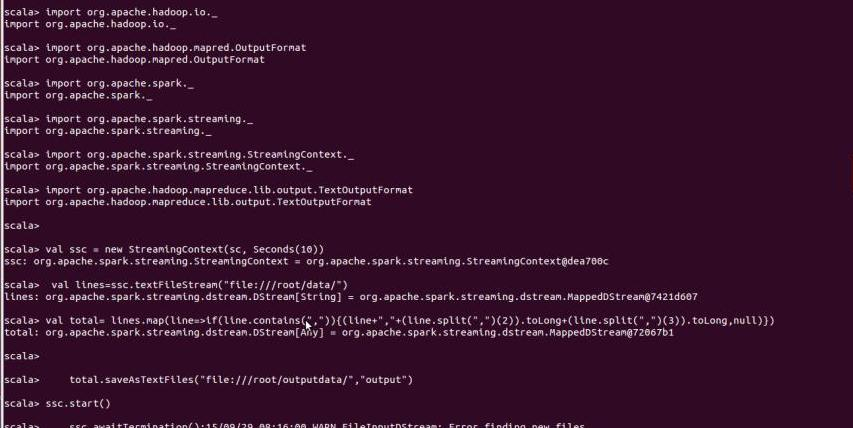 scala> import org.apache.hadoop.io._
import org.apache.hadoop.io._
scala> import org.apache.hadoop.mapred.OutputFormat
import org.apache.hadoop.mapred.OutputFormat
scala> import org.apache.spark._
import org.apache.spark._
scala> import org.apache.spark.streaming._
import org.apache.spark.streaming._
scala> import org.apache.spark.streaming.StreamingContext._
import org.apache.spark.streaming.StreamingContext._
scala> import org.apache.hadoop.mapreduce.lib.output.TextOutputFormat
import org.apache.hadoop.mapreduce.lib.output.TextOutputFormat
scala>
scala> val ssc = new StreamingContext(sc, Seconds(10))
ssc: org.apache.spark.streaming.StreamingContext = org.apache.spark.streaming.StreamingContext@dea700c
scala>  val lines=ssc.textFileStream("file:///root/data/")
lines: org.apache.spark.streaming.dstream.DStream[String] = org.apache.spark.streaming.dstream.MappedDStream@7421d607
scala> val total= lines.map(line=>if(line.contains(",")){(line+","+(line.split(",")(2)).toLong+(line.split(",")(3)).toLong,null)})
total: org.apache.spark.streaming.dstream.DStream[Any] = org.apache.spark.streaming.dstream.MappedDStream@72067b1
scala>
scala>     total.saveAsTextFiles("file:///root/outputdata/","output")
scala> ssc.start()
scala>     ssc.awaitTermination();15/09/29 08:16:00 WARN FileInputDStream: Error finding new files